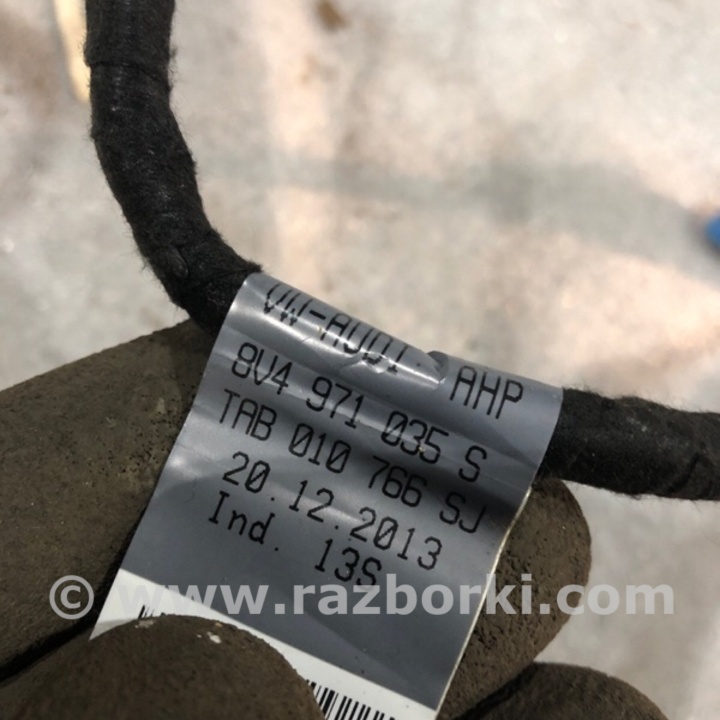 VW-AUDI AHP
8V4 971 035 S
TAB 010 766 SJ
20.12.2013
Ind. 13S
© www.razborki.com